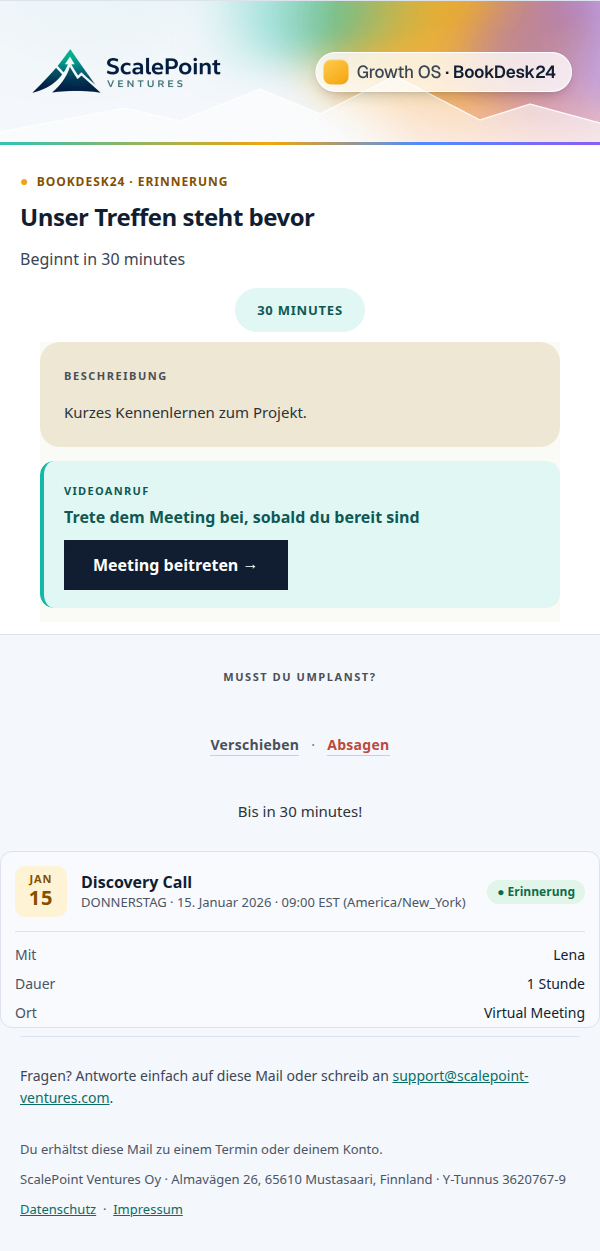 ScalePoint
VENTURES
Growth OS · BookDesk24
BOOKDESK24 · ERINNERUNG
Unser Treffen steht bevor
Beginnt in 30 minutes
30 MINUTES
BESCHREIBUNG
Kurzes Kennenlernen zum Projekt.
VIDEOANRUF
Trete dem Meeting bei, sobald du bereit sind
Meeting beitreten →
MUSST DU UMPLANST?
Verschieben · Absagen
Bis in 30 minutes!
JAN
15
Discovery Call
DONNERSTAG · 15. Januar 2026 · 09:00 EST (America/New_York)
● Erinnerung
Mit Lena
Dauer 1 Stunde
Ort Virtual Meeting
Fragen? Antworte einfach auf diese Mail oder schreib an support@scalepoint-
ventures.com.
Du erhältst diese Mail zu einem Termin oder deinem Konto.
ScalePoint Ventures Oy · Almavägen 26, 65610 Mustasaari, Finnland · Y-Tunnus 3620767-9
Datenschutz · Impressum